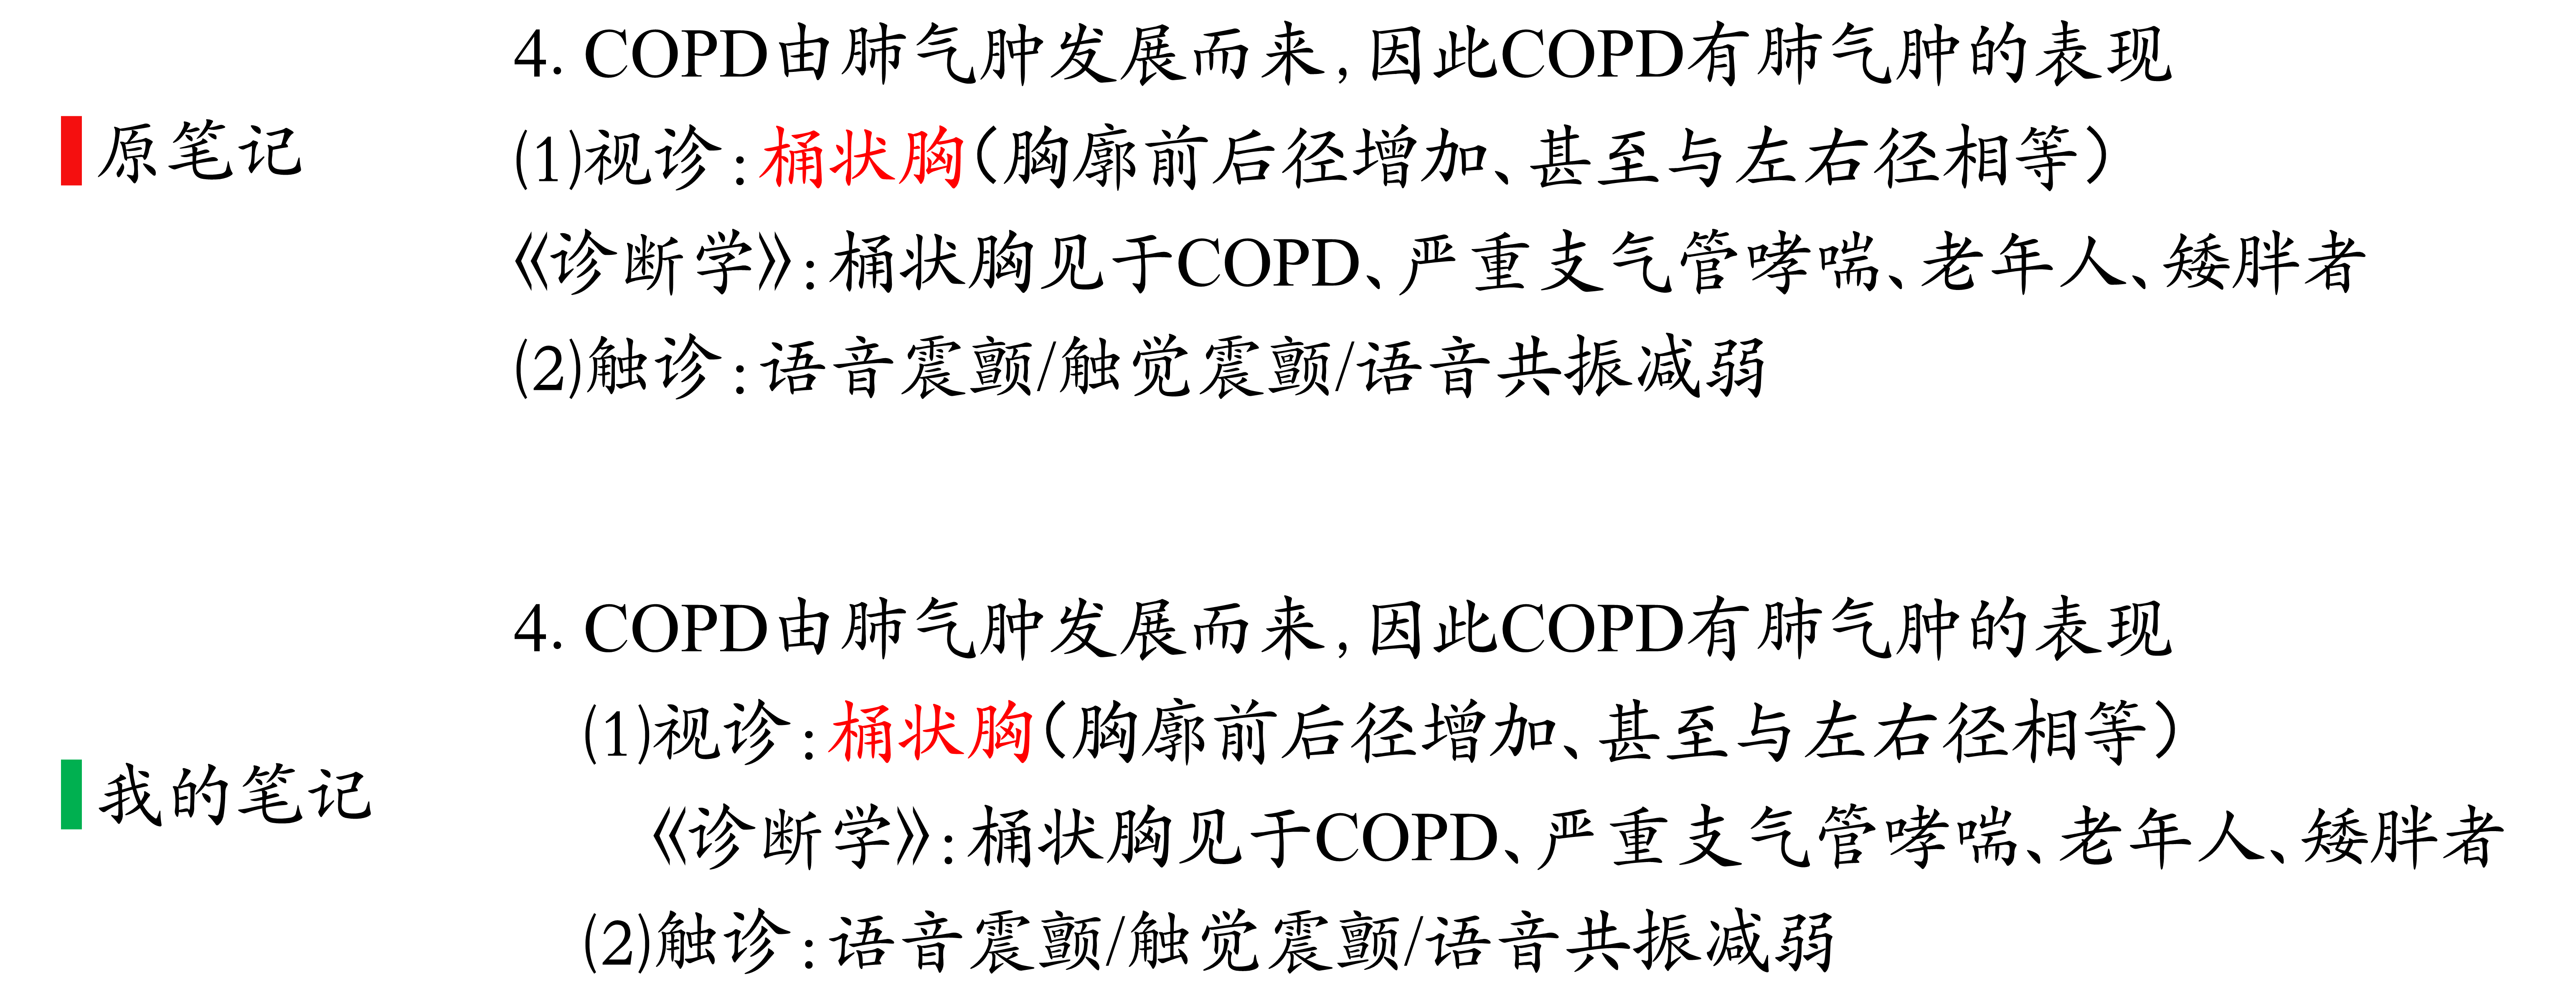 4. COPD由肺气肿发展而来,因此COPD有肺气肿的表现
原笔记
(1)视诊:桶状胸(胸廓前后径增加、甚至与左右径相等)
《诊断学》:桶状胸见于COPD、严重支气管哮喘、老年人、矮胖者
(2)触诊:语音震颤/触觉震颤/语音共振减弱
4. COPD由肺气肿发展而来,因此COPD有肺气肿的表现
(1)视诊:桶状胸(胸廓前后径增加、甚至与左右径相等)
我的笔记
《诊断学》:桶状胸见于COPD、严重支气管哮喘、老年人、矮胖者
(2)触诊:语音震颤/触觉震颤/语音共振减弱